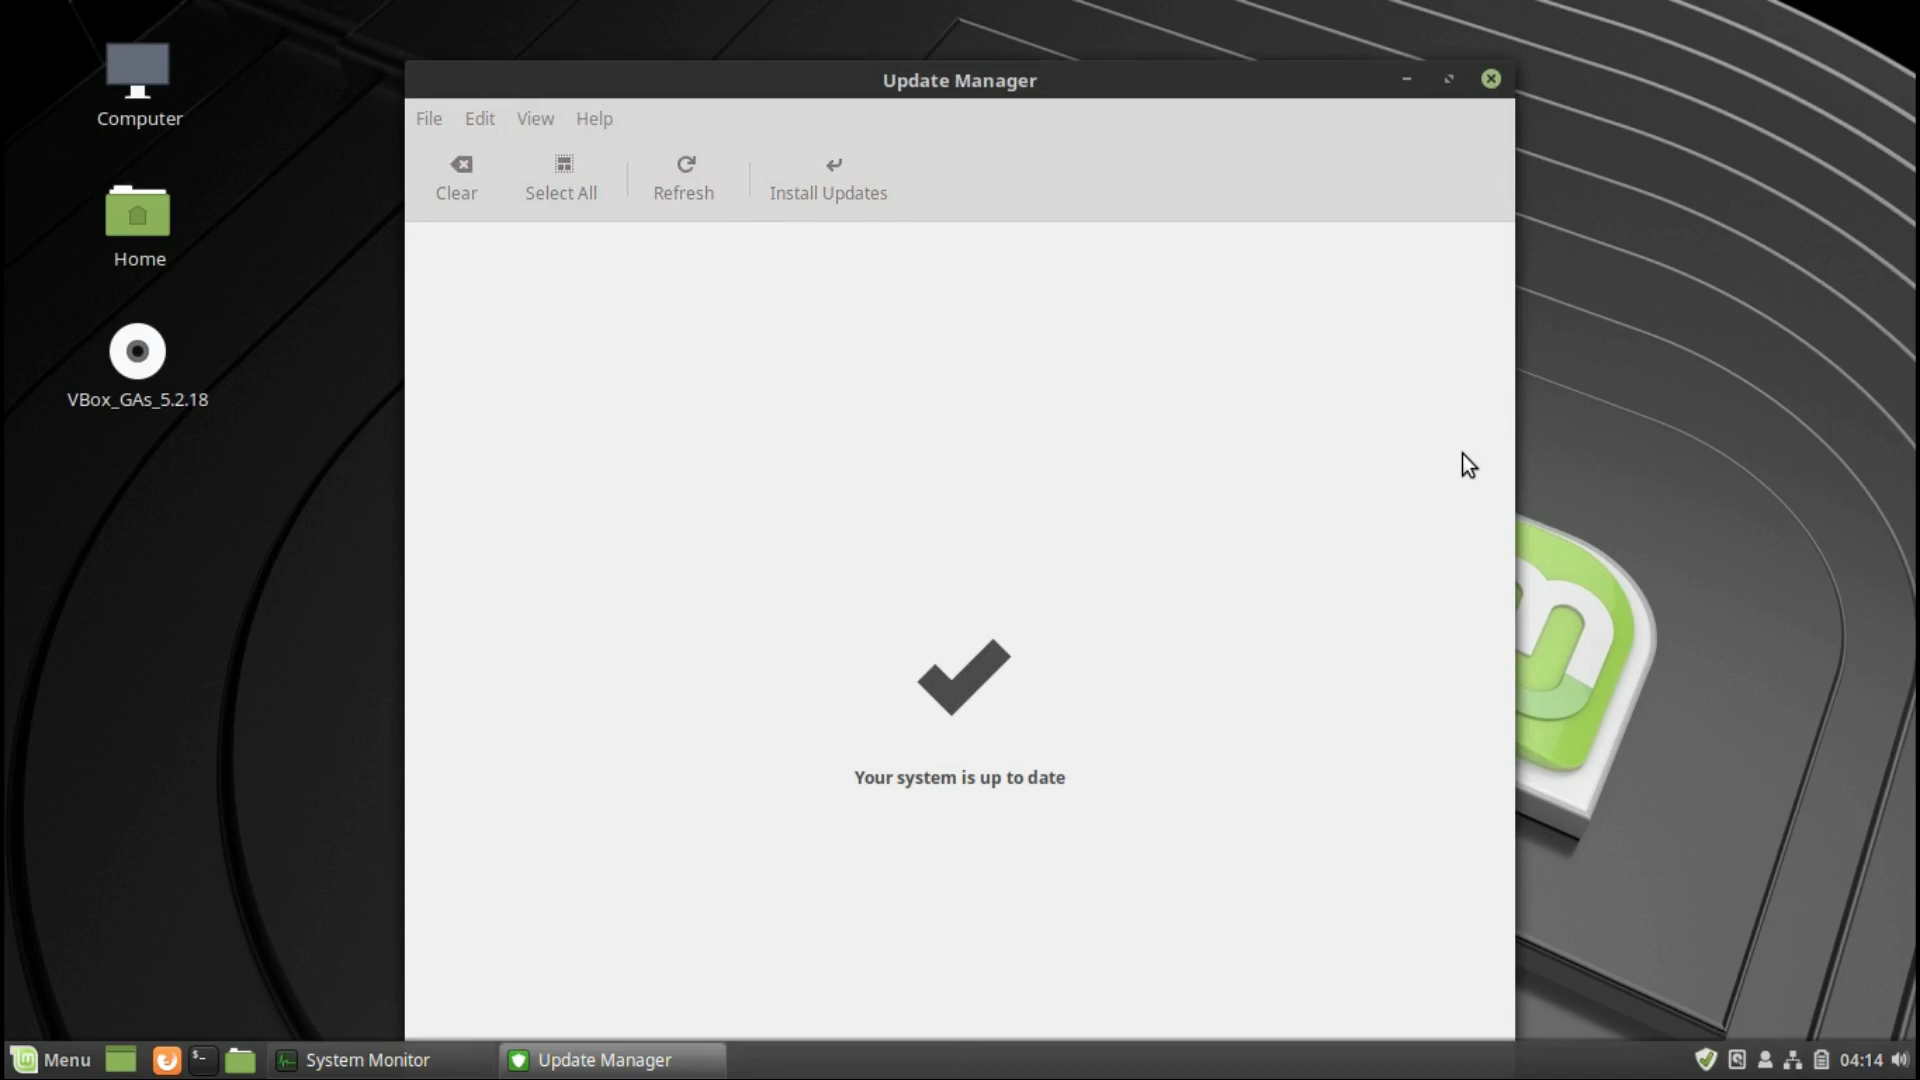 Update Manager
File Edit View Help
Clear Select All Refresh Install Updates
Computer
Home
VBox_GAs_5.2.18
Your system is up to date
Menu $- System Monitor Update Manager 04:14